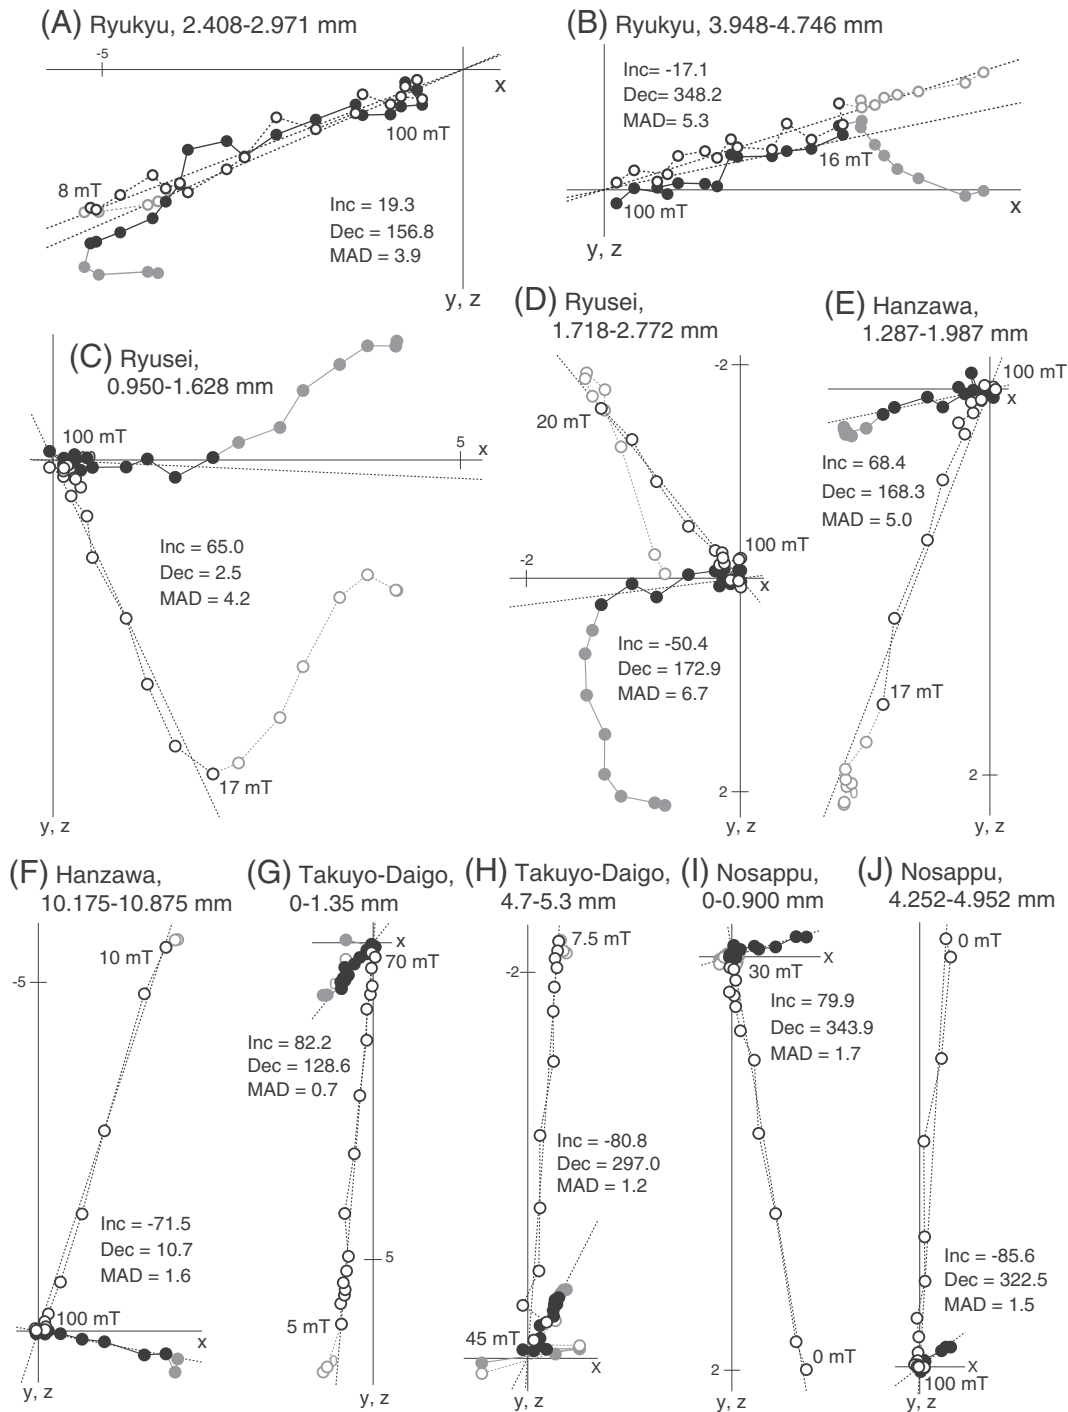 (A) Ryukyu, 2.408-2.971 mm
-5
x
100 mT
8 mT
Inc = 19.3
Dec = 156.8
MAD = 3.9
y, z
(B) Ryukyu, 3.948-4.746 mm
Inc= -17.1
Dec= 348.2
MAD= 5.3
16 mT
100 mT
x
y, z
(C) Ryusei,
0.950-1.628 mm
100 mT
5
x
Inc = 65.0
Dec = 2.5
MAD = 4.2
17 mT
y, z
(D) Ryusei,
1.718-2.772 mm
-2
20 mT
100 mT
-2
x
Inc = -50.4
Dec = 172.9
MAD = 6.7
2
y, z
(E) Hanzawa,
1.287-1.987 mm
100 mT
x
Inc = 68.4
Dec = 168.3
MAD = 5.0
17 mT
2
y, z
(F) Hanzawa,
10.175-10.875 mm
10 mT
-5
Inc = -71.5
Dec = 10.7
MAD = 1.6
100 mT
x
y, z
(G) Takuyo-Daigo,
0-1.35 mm
x
70 mT
Inc = 82.2
Dec = 128.6
MAD = 0.7
5
5 mT
y, z
(H) Takuyo-Daigo,
4.7-5.3 mm
7.5 mT
-2
Inc = -80.8
Dec = 297.0
MAD = 1.2
45 mT
x
y, z
(I) Nosappu,
0-0.900 mm
x
30 mT
Inc = 79.9
Dec = 343.9
MAD = 1.7
0 mT
2
y, z
(J) Nosappu,
4.252-4.952 mm
0 mT
Inc = -85.6
Dec = 322.5
MAD = 1.5
x
100 mT
y, z